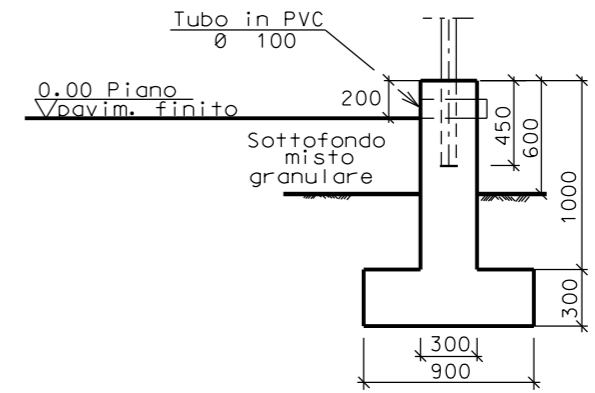 Tubo in PVC
Ø 100
0.00 Piano
pavim. finito
200
450
600
Sottofondo
misto
granulare
1000
300
300
900